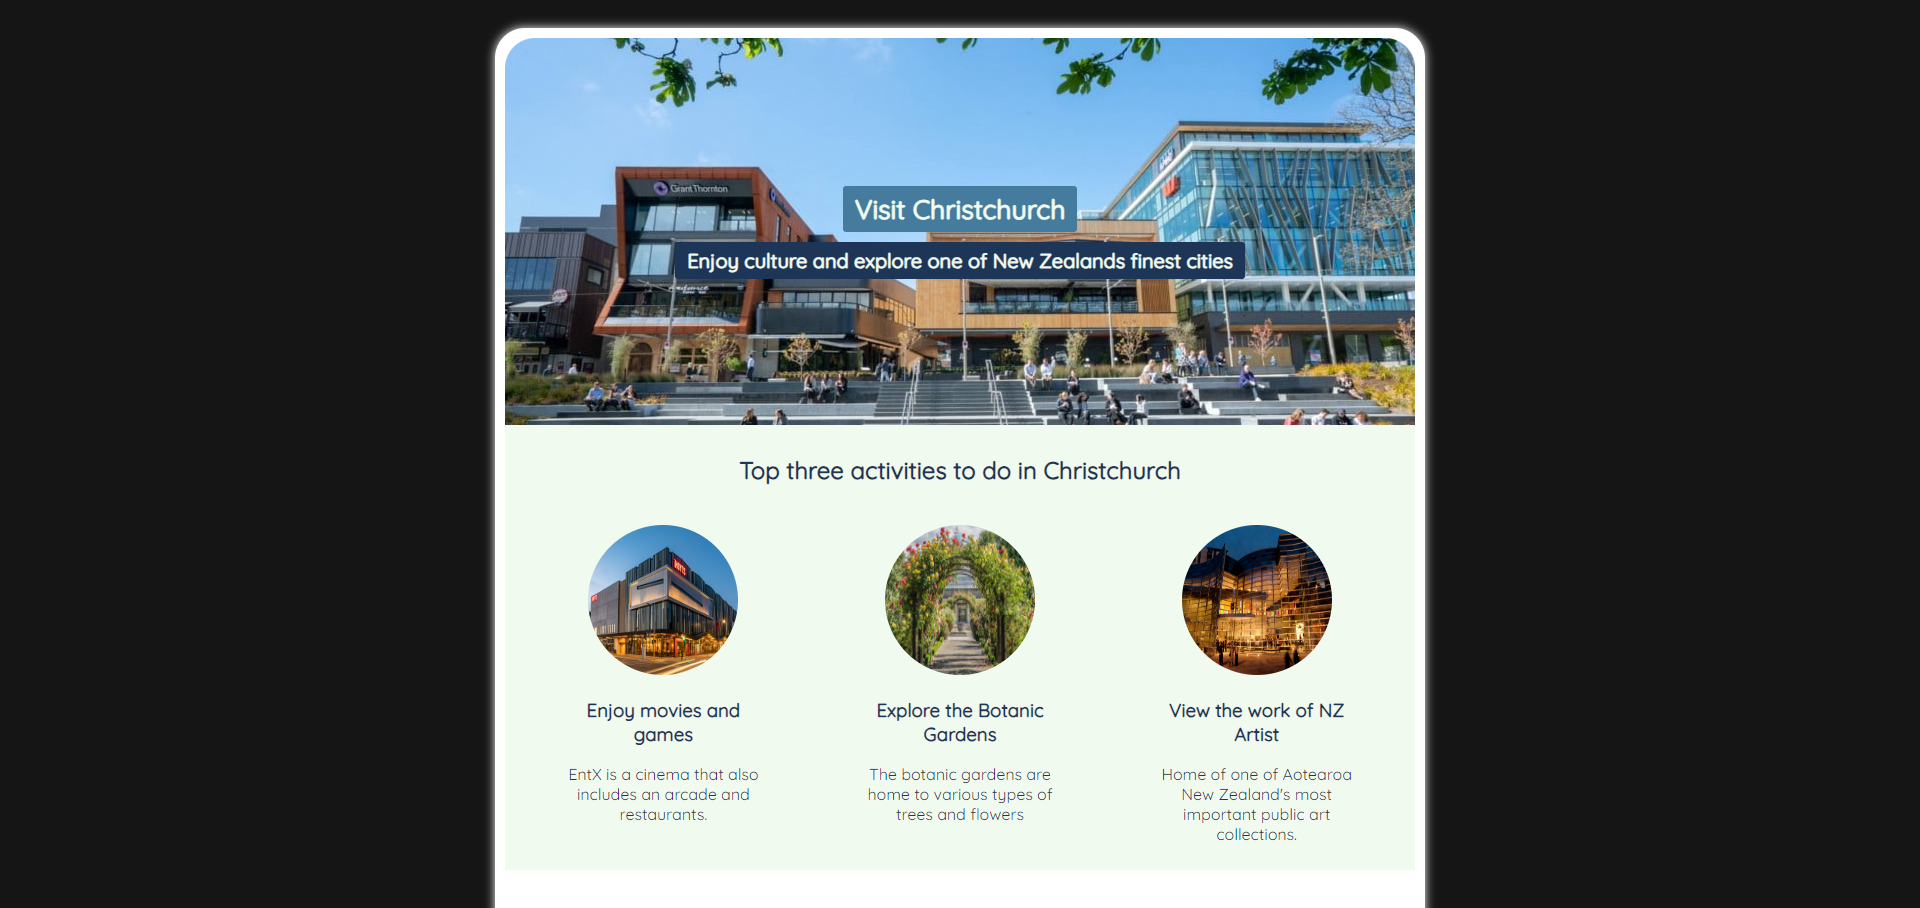 GrantThornton
Visit Christchurch
Enjoy culture and explore one of New Zealands finest cities
Top three activities to do in Christchurch
HOYTS
Enjoy movies and
games
EntX is a cinema that also
includes an arcade and
restaurants.
Explore the Botanic
Gardens
The botanic gardens are
home to various types of
trees and flowers
View the work of NZ
Artist
Home of one of Aotearoa
New Zealand's most
important public art
collections.